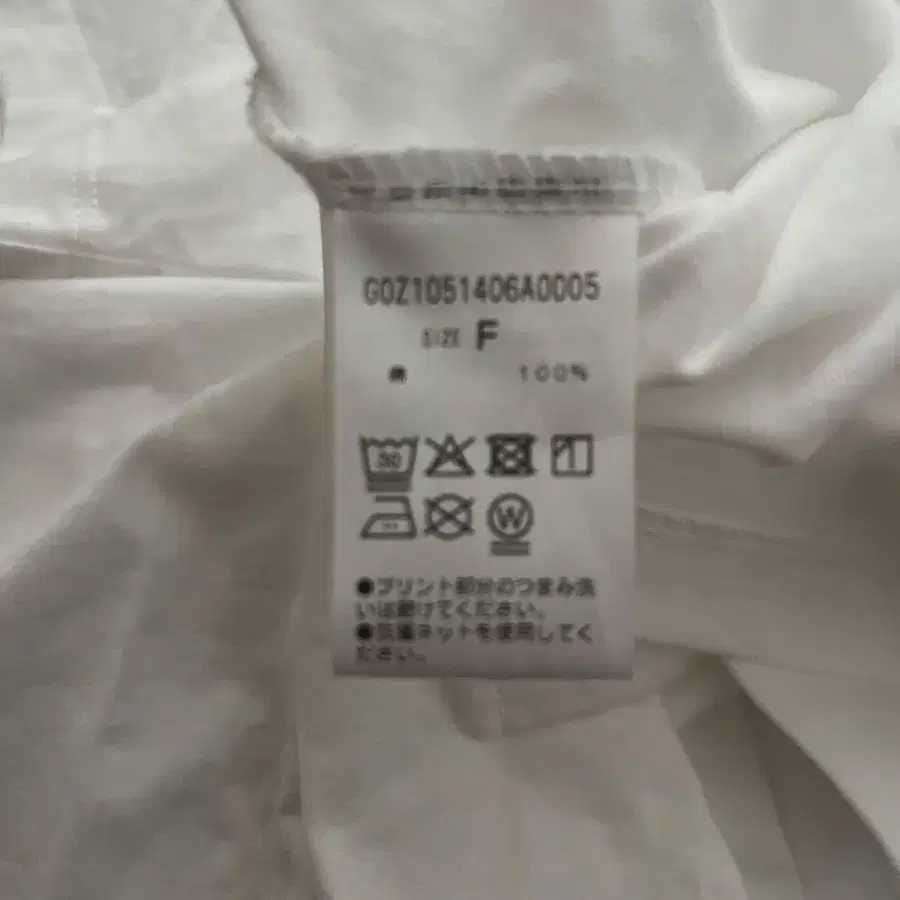 G0Z1051406A0005
SIZE F
綿 100%
30
W
●プリント部分のつまみ洗
いは避けてください。
●洗濯ネットを使用してく
ださい。